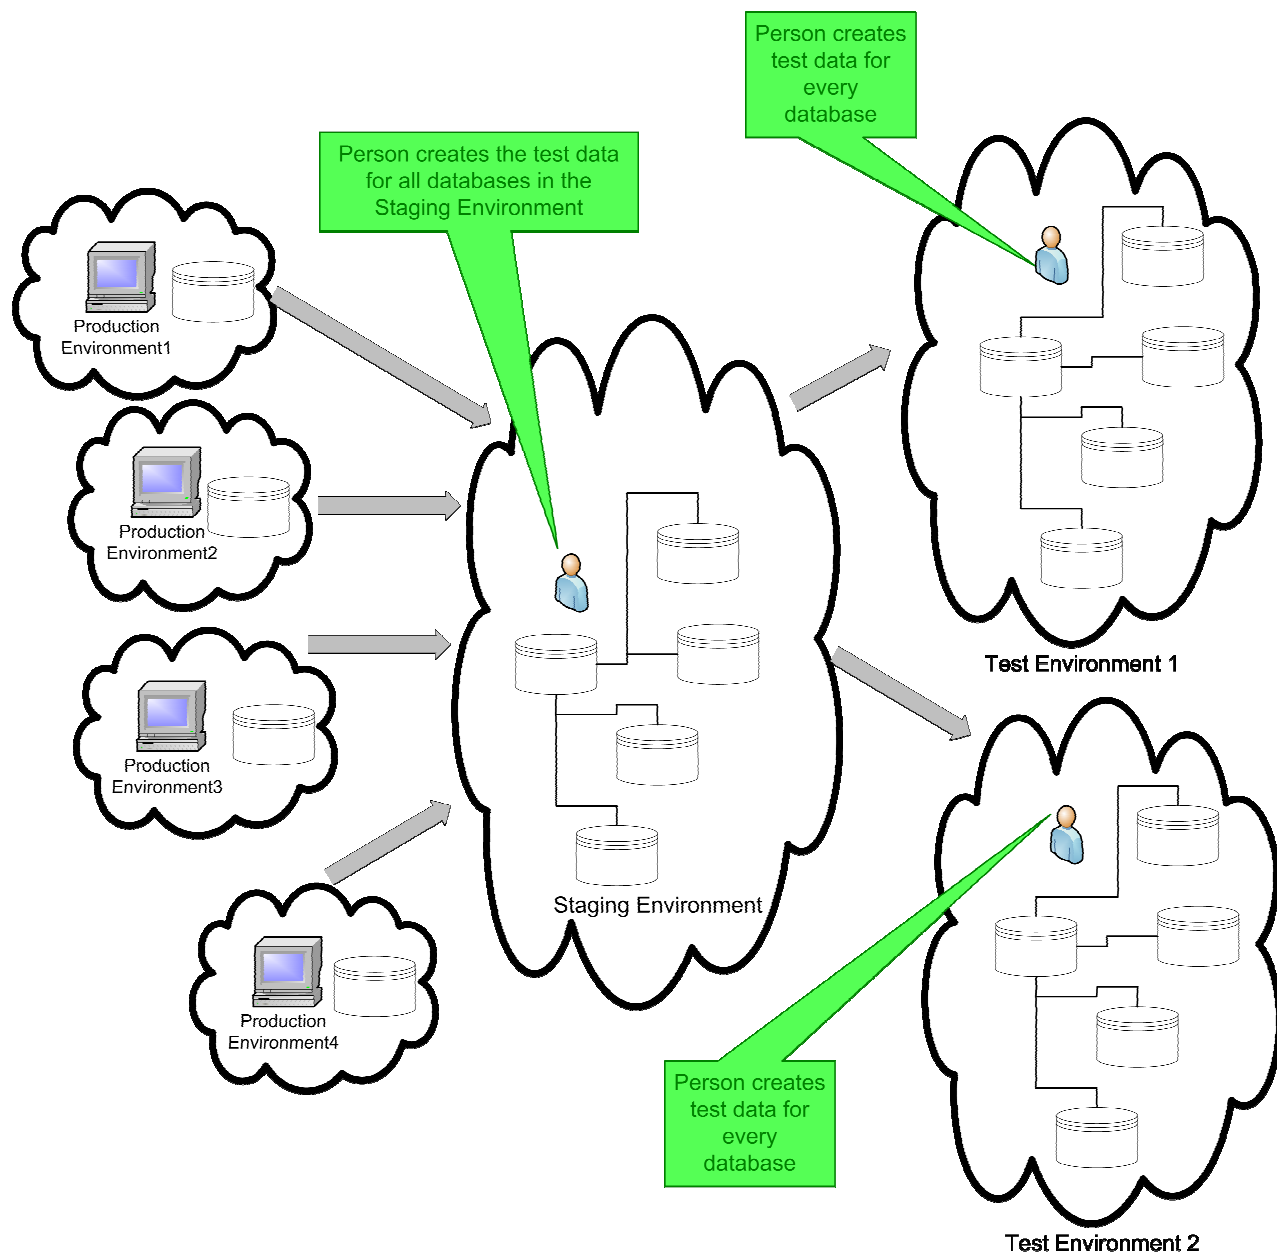 Person creates
test data for
every
database
Person creates the test data
for all databases in the
Staging Environment
Production
Environment1
Production
Environment2
Production
Environment3
Production
Environment4
Staging Environment
Test Environment 1
Person creates
test data for
every
database
Test Environment 2